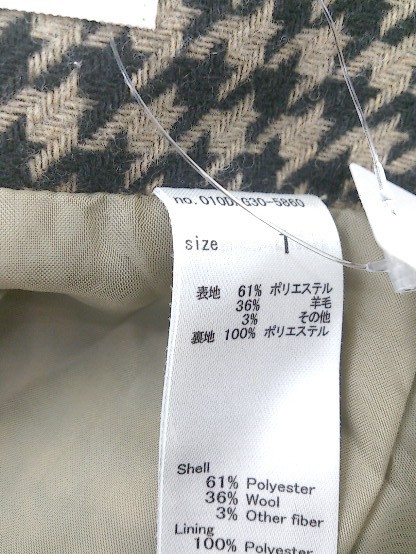 no.010DG30-5860
size 1
表地 61% ポリエステル
36% 羊毛
3% その他
裏地 100% ポリエステル
Shell
61% Polyester
36% Wool
3% Other fiber
Lining
100% Polyester